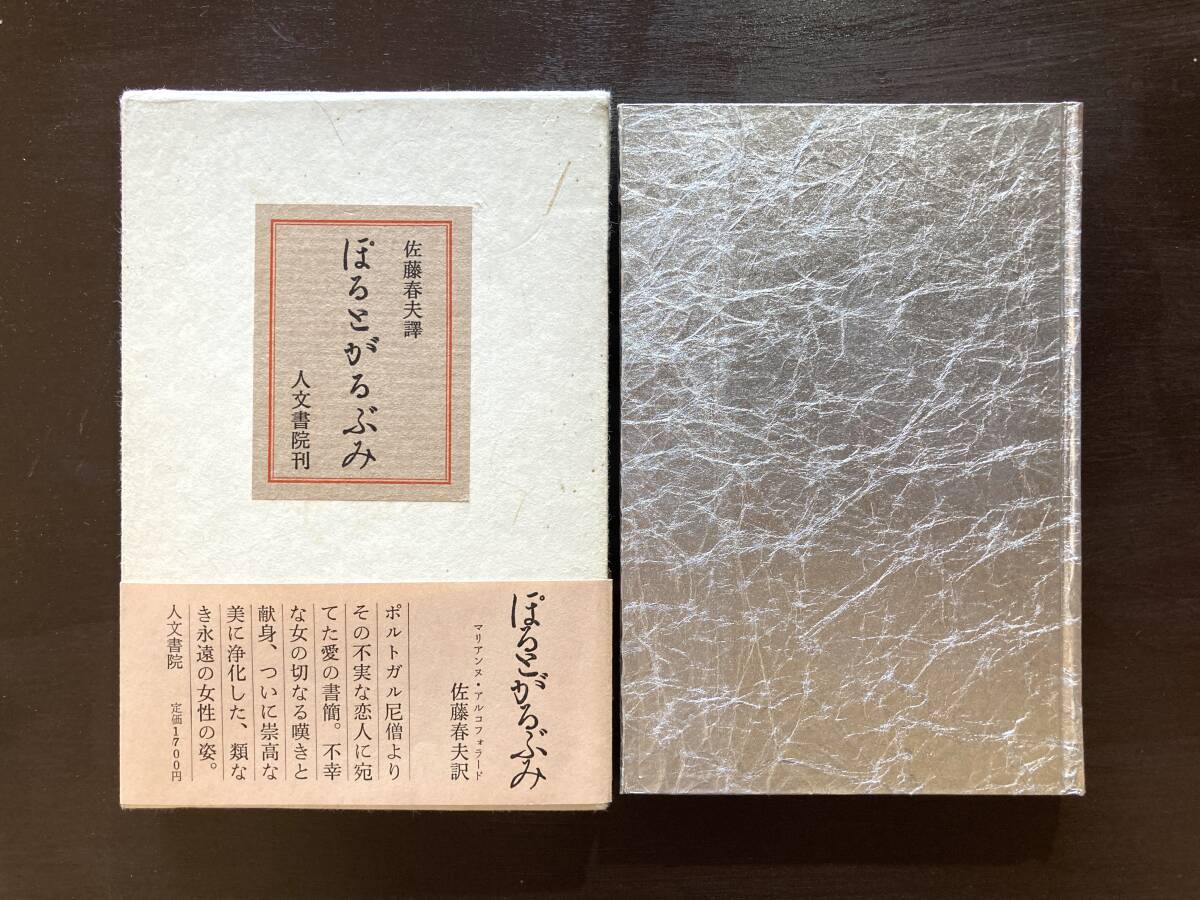 佐藤春夫譯
ぽるとがるぶみ
人文書院刊
ぽるとがるぶみ
マリアンヌ・アルコフォラード
佐藤春夫訳
ポルトガル尼僧より
その不実な恋人に宛
てた愛の書簡。不幸
な女の切なる嘆きと
献身、ついに崇高な
美に浄化した、類な
き永遠の女性の姿。
人文書院 定価1700円